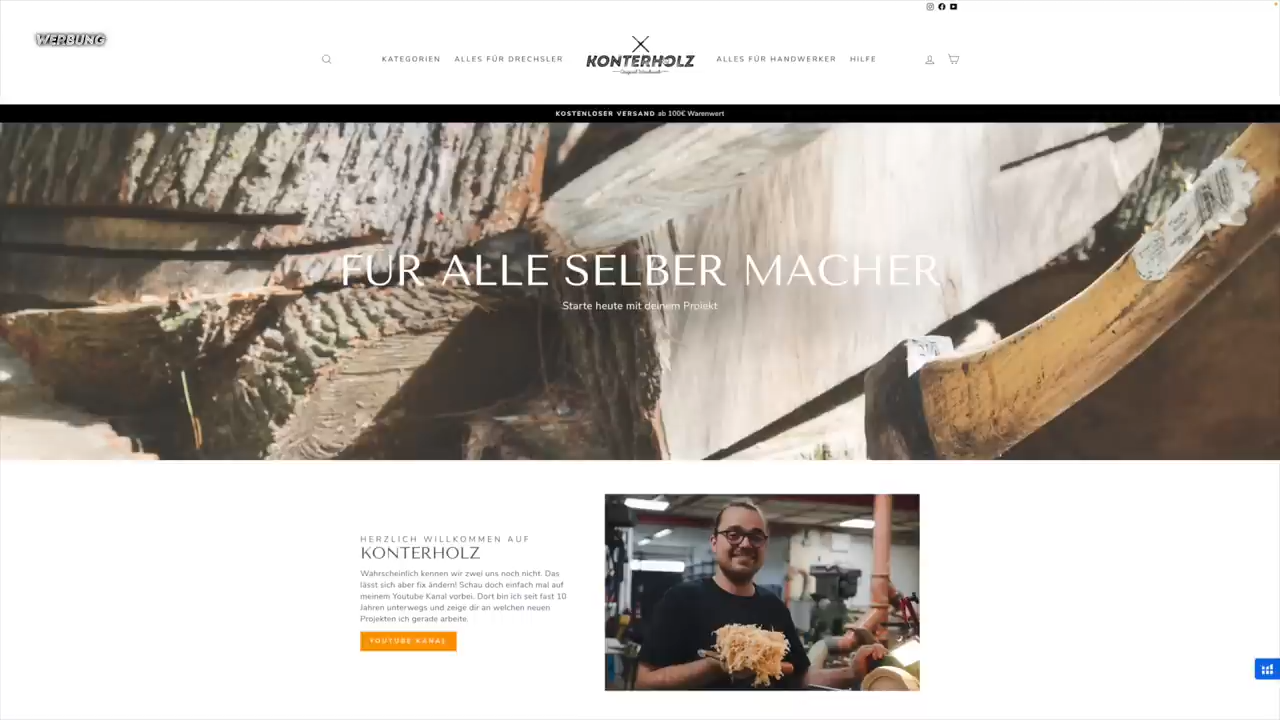 WERBUNG
KATEGORIEN
ALLES FÜR DRECHSLER
KONTERHOLZ
ALLES FÜR HANDWERKER
HILFE
KOSTENLOSER VERSAND ab 100€ Warenwert
FÜR ALLE SELBER MACHER
Starte heute mit deinem Projekt
HERZLICH WILLKOMMEN AUF
KONTERHOLZ
Wahrscheinlich kennen wir zwei uns noch nicht. Das
lässt sich aber fix ändern! Schau doch einfach mal auf
meinem Youtube Kanal vorbei. Dort bin ich seit fast 10
Jahren unterwegs und zeige dir an welchen neuen
Projekten ich gerade arbeite.
YOUTUBE KANAL